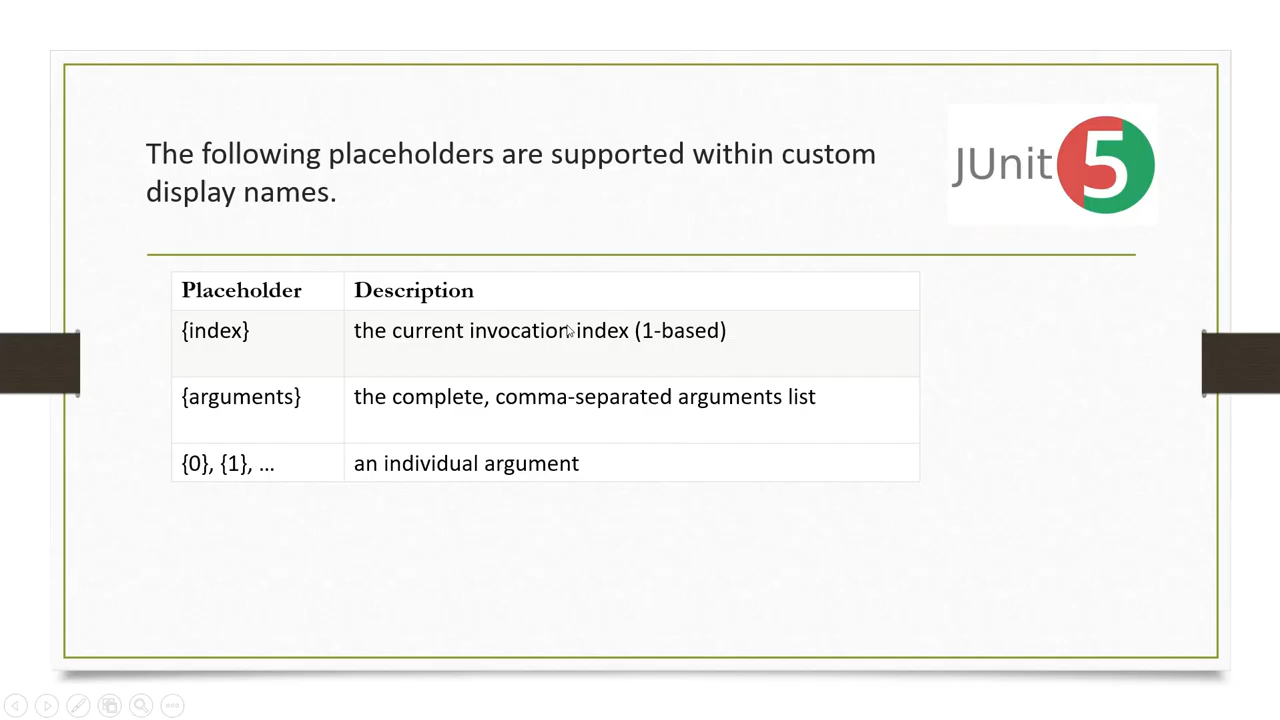 The following placeholders are supported within custom
display names.
JUnit 5
Placeholder Description
{index} the current invocation index (1-based)
{arguments} the complete, comma-separated arguments list
{0}, {1}, ... an individual argument